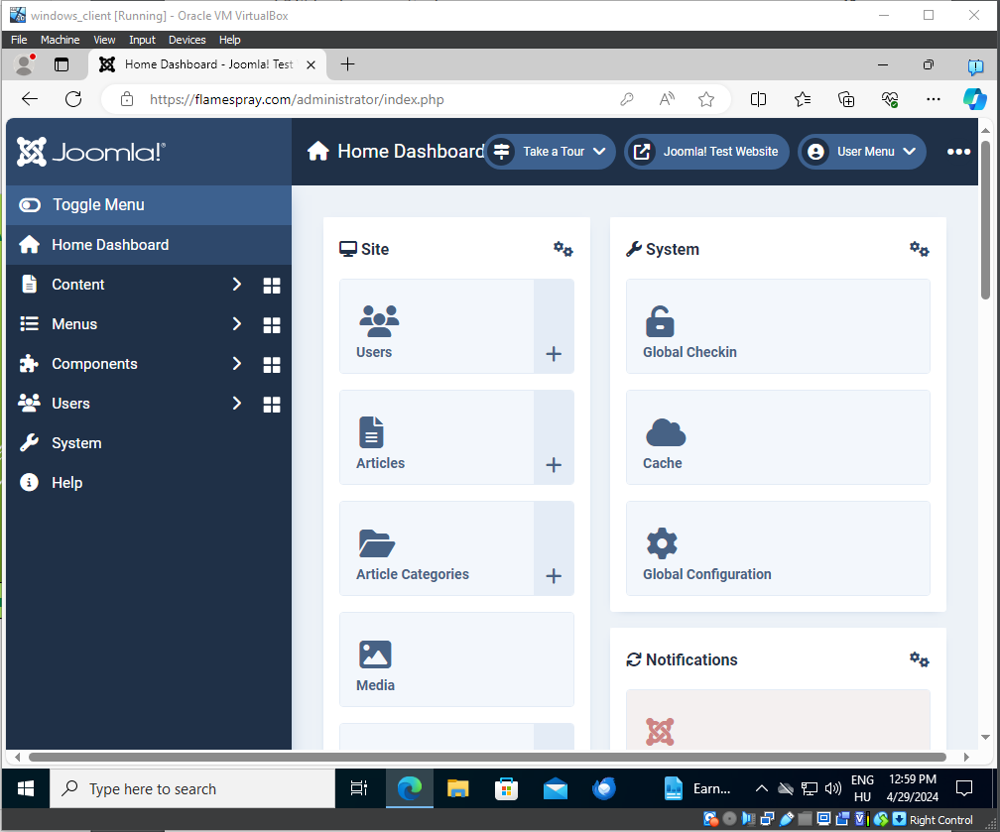 windows_client [Running] - Oracle VM VirtualBox
File Machine View Input Devices Help
Home Dashboard - Joomla! Test
https://flamespray.com/administrator/index.php
Joomla!®
Home Dashboard
Take a Tour
Joomla! Test Website
User Menu
Toggle Menu
Home Dashboard
Content
Menus
Components
Users
System
Help
Site
Users
Articles
Article Categories
Media
System
Global Checkin
Cache
Global Configuration
Notifications
Type here to search
Earn...
ENG
HU
12:59 PM
4/29/2024
Right Control